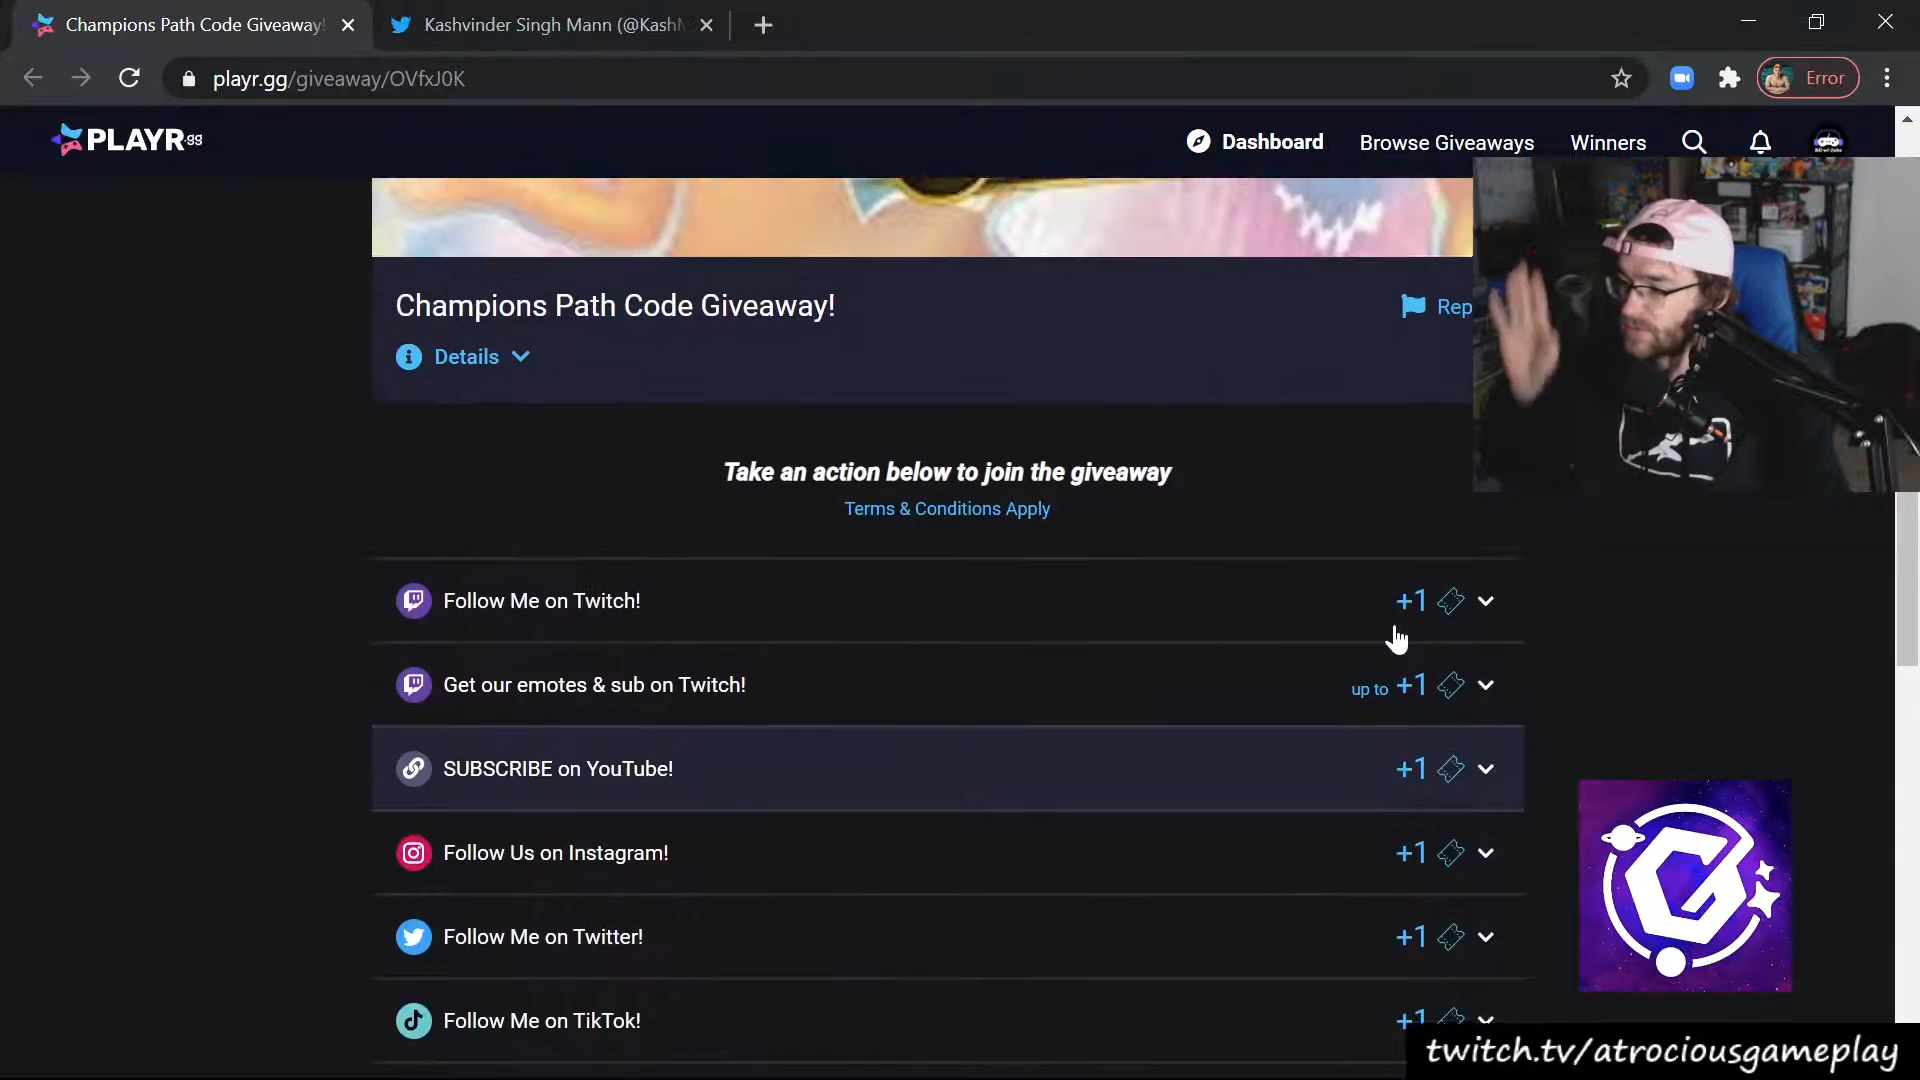 Champions Path Code Giveaway!
Kashvinder Singh Mann (@Kash
playr.gg/giveaway/OVfxJ0K
Error
PLAYR.gg
Dashboard
Browse Giveaways
Winners
Champions Path Code Giveaway!
Rep
Details
Take an action below to join the giveaway
Terms & Conditions Apply
Follow Me on Twitch! +1
Get our emotes & sub on Twitch! up to +1
SUBSCRIBE on YouTube! +1
Follow Us on Instagram! +1
Follow Me on Twitter! +1
Follow Me on TikTok! +1
twitch.tv/atrociousgameplay